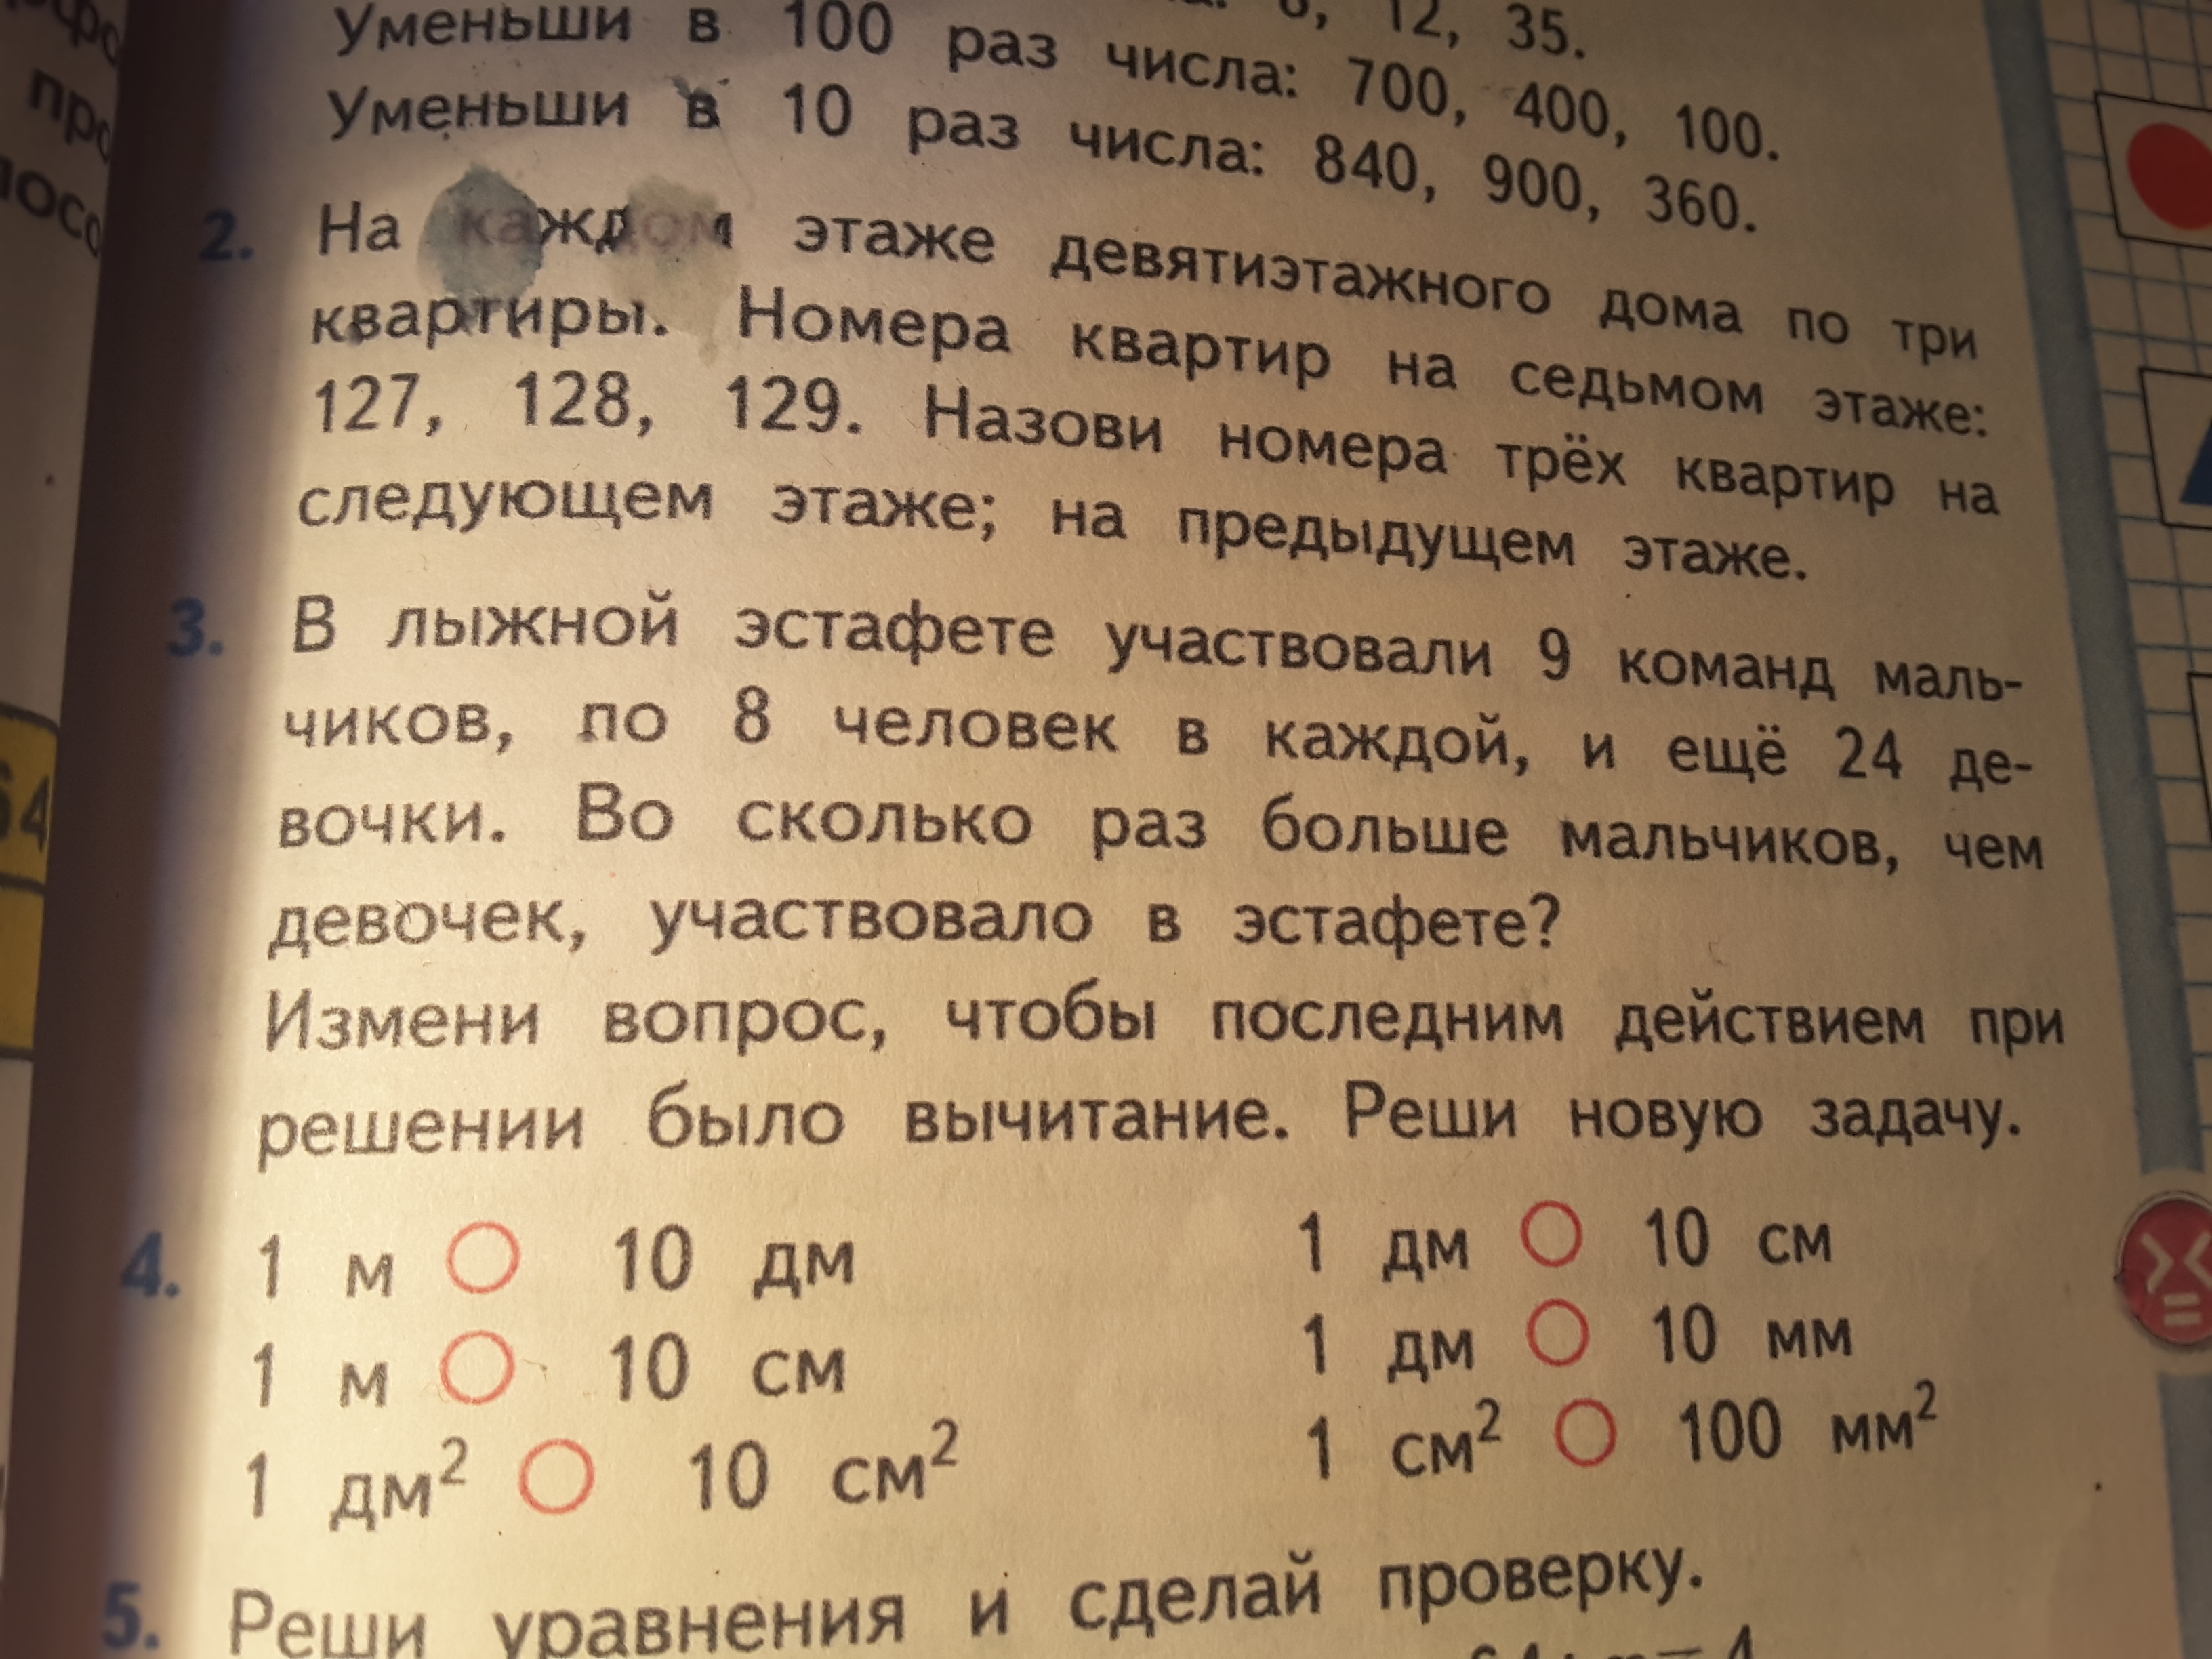 12, 35.
Уменьши в 100 раз числа: 700, 400, 100.
Уменьши в 10 раз числа: 840, 900, 360.
2. На каждом этаже девятиэтажного дома по три
квартиры. Номера квартир на седьмом этаже:
127, 128, 129. Назови номера трёх квартир на
следующем этаже; на предыдущем этаже.
3. В лыжной эстафете участвовали 9 команд маль-
чиков, по 8 человек в каждой, и ещё 24 де-
вочки. Во сколько раз больше мальчиков, чем
девочек, участвовало в эстафете?
Измени вопрос, чтобы последним действием при
решении было вычитание. Реши новую задачу.
4. 1 м ○ 10 дм 1 дм ○ 10 см
1 м ○ 10 см 1 дм ○ 10 мм
1 дм² ○ 10 см² 1 см² ○ 100 мм²
5. Реши уравнения и сделай проверку.